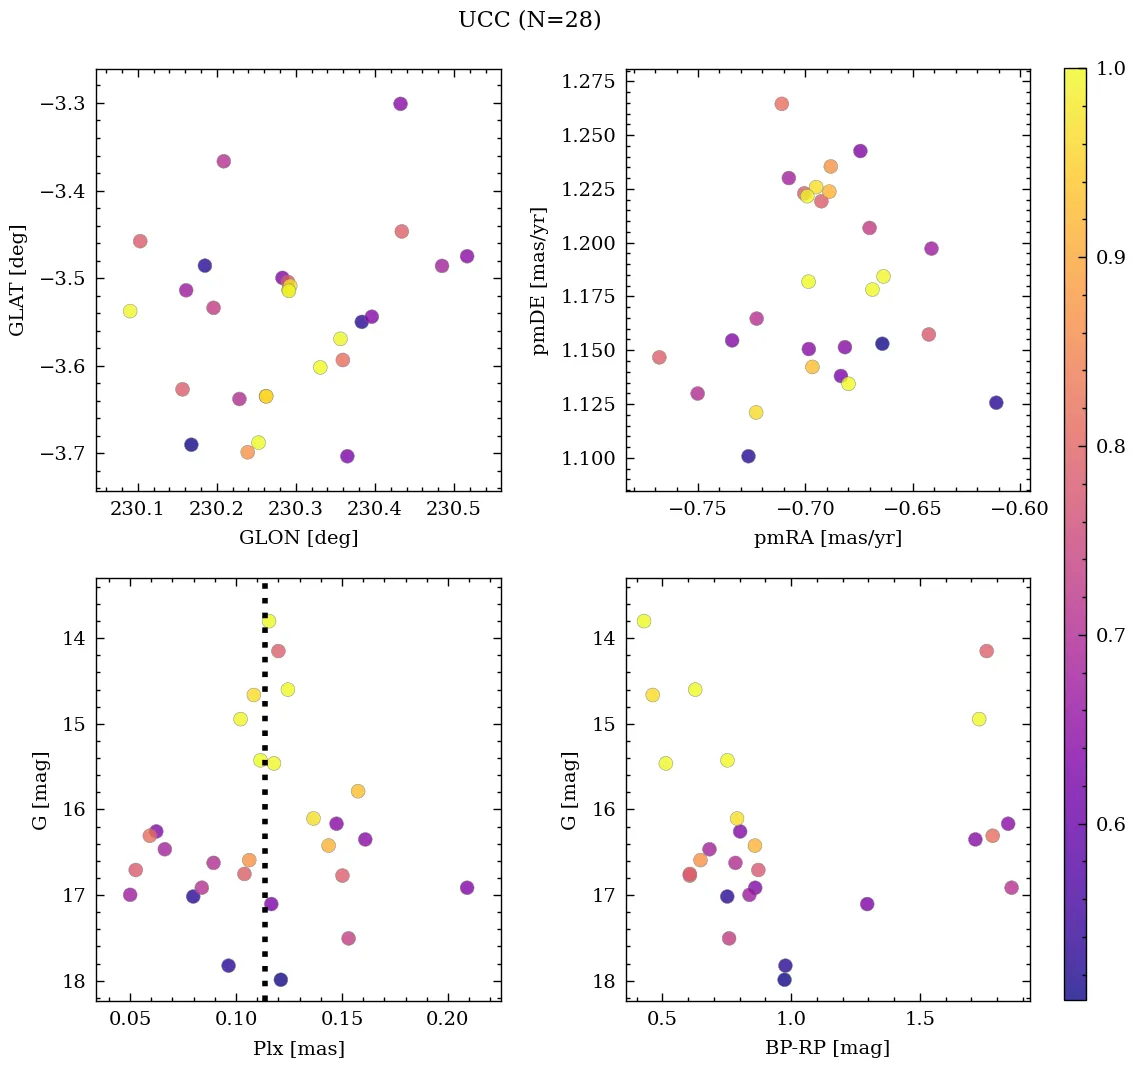 UCC (N=28)
−3.3
−3.4
−3.5
−3.6
−3.7
GLAT [deg]
230.1 230.2 230.3 230.4 230.5
GLON [deg]
1.275
1.250
1.225
1.200
1.175
1.150
1.125
1.100
pmDE [mas/yr]
−0.75 −0.70 −0.65 −0.60
pmRA [mas/yr]
14
15
16
17
18
G [mag]
0.05 0.10 0.15 0.20
Plx [mas]
14
15
16
17
18
G [mag]
0.5 1.0 1.5
BP-RP [mag]
1.0
0.9
0.8
0.7
0.6